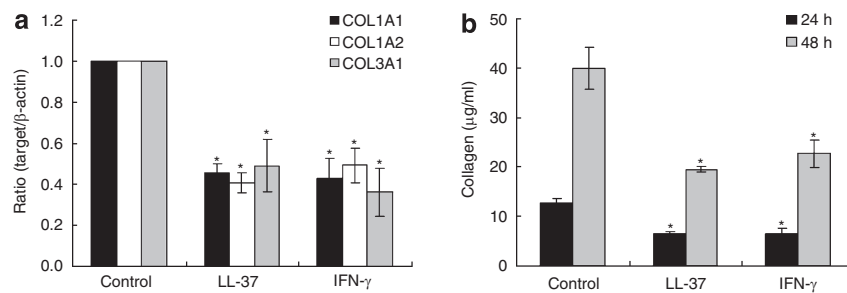 a
1.2
1.0
0.8
0.6
0.4
0.2
0.0
Ratio (target/β-actin)
COL1A1
COL1A2
COL3A1
* * *
* * *
Control LL-37 IFN-γ
b
50
40
30
20
10
0
Collagen (μg/ml)
24 h
48 h
* *
* *
Control LL-37 IFN-γ